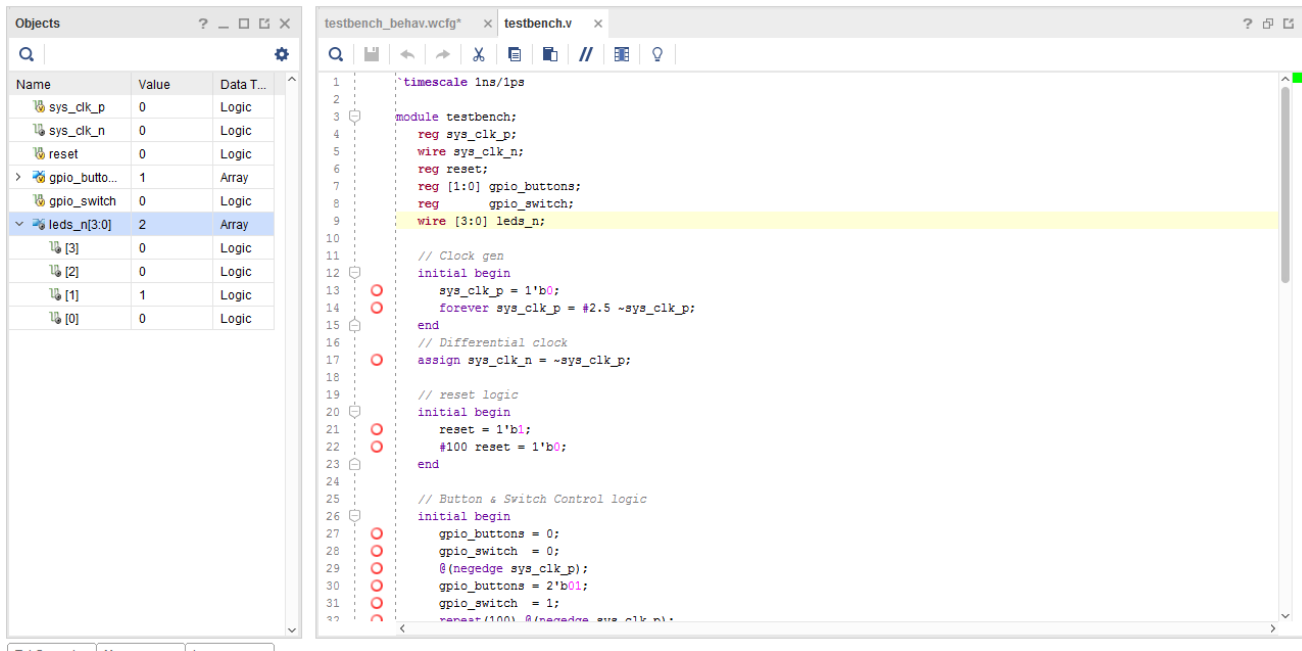 Objects
?
Name Value Data T...
sys_clk_p 0 Logic
sys_clk_n 0 Logic
reset 0 Logic
gpio_butto... 1 Array
gpio_switch 0 Logic
leds_n[3:0] 2 Array
[3] 0 Logic
[2] 0 Logic
[1] 1 Logic
[0] 0 Logic
testbench_behav.wcfg* × testbench.v ×
?
1 `timescale 1ns/1ps
2
3 module testbench;
4 reg sys_clk_p;
5 wire sys_clk_n;
6 reg reset;
7 reg [1:0] gpio_buttons;
8 reg gpio_switch;
9 wire [3:0] leds_n;
10
11 // Clock gen
12 initial begin
13 sys_clk_p = 1'b0;
14 forever sys_clk_p = #2.5 ~sys_clk_p;
15 end
16 // Differential clock
17 assign sys_clk_n = ~sys_clk_p;
18
19 // reset logic
20 initial begin
21 reset = 1'b1;
22 #100 reset = 1'b0;
23 end
24
25 // Button & Switch Control logic
26 initial begin
27 gpio_buttons = 0;
28 gpio_switch = 0;
29 @(negedge sys_clk_p);
30 gpio_buttons = 2'b01;
31 gpio_switch = 1;
32 repeat(100) @(negedge sys_clk_p);